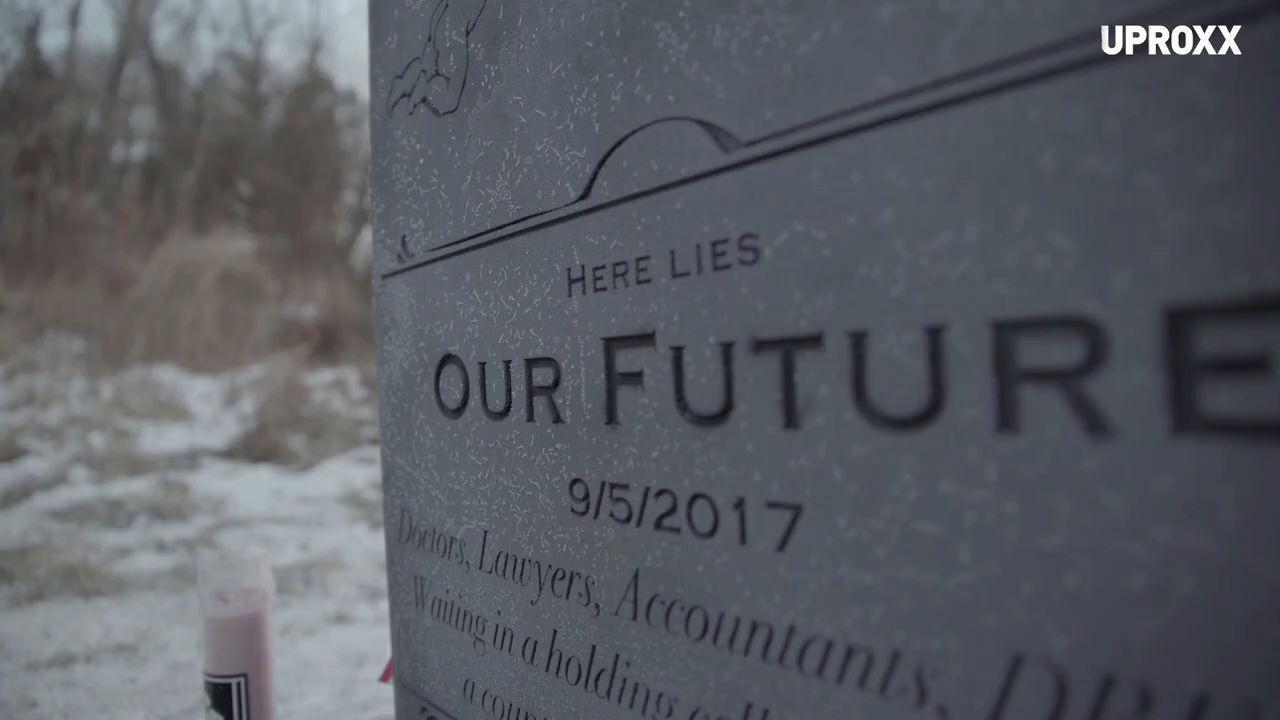 UPROXX
HERE LIES
OUR FUTURE
9/5/2017
Doctors, Lawyers, Accountants,
Waiting in a holding
a